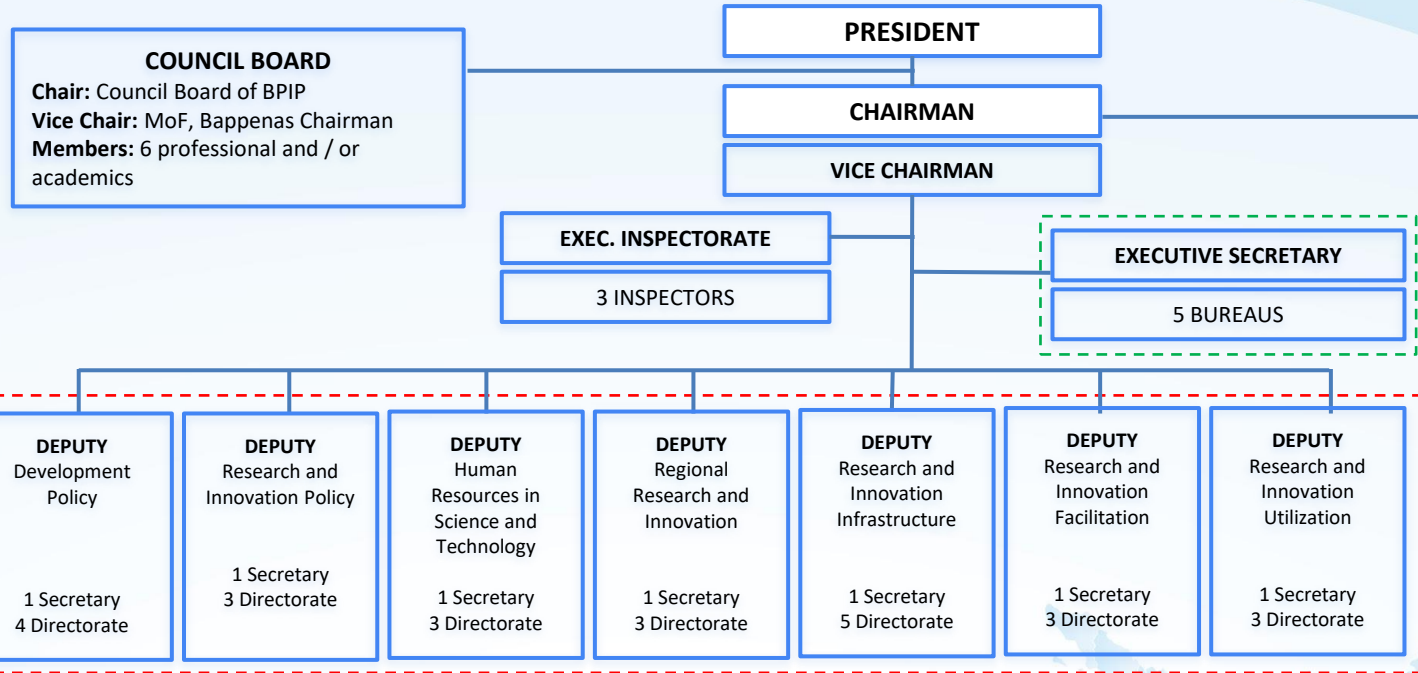 PRESIDENT
COUNCIL BOARD
Chair: Council Board of BPIP
Vice Chair: MoF, Bappenas Chairman
Members: 6 professional and / or
academics
CHAIRMAN
VICE CHAIRMAN
EXEC. INSPECTORATE
3 INSPECTORS
EXECUTIVE SECRETARY
5 BUREAUS
DEPUTY
Development
Policy
1 Secretary
4 Directorate
DEPUTY
Research and
Innovation Policy
1 Secretary
3 Directorate
DEPUTY
Human
Resources in
Science and
Technology
1 Secretary
3 Directorate
DEPUTY
Regional
Research and
Innovation
1 Secretary
3 Directorate
DEPUTY
Research and
Innovation
Infrastructure
1 Secretary
5 Directorate
DEPUTY
Research and
Innovation
Facilitation
1 Secretary
3 Directorate
DEPUTY
Research and
Innovation
Utilization
1 Secretary
3 Directorate